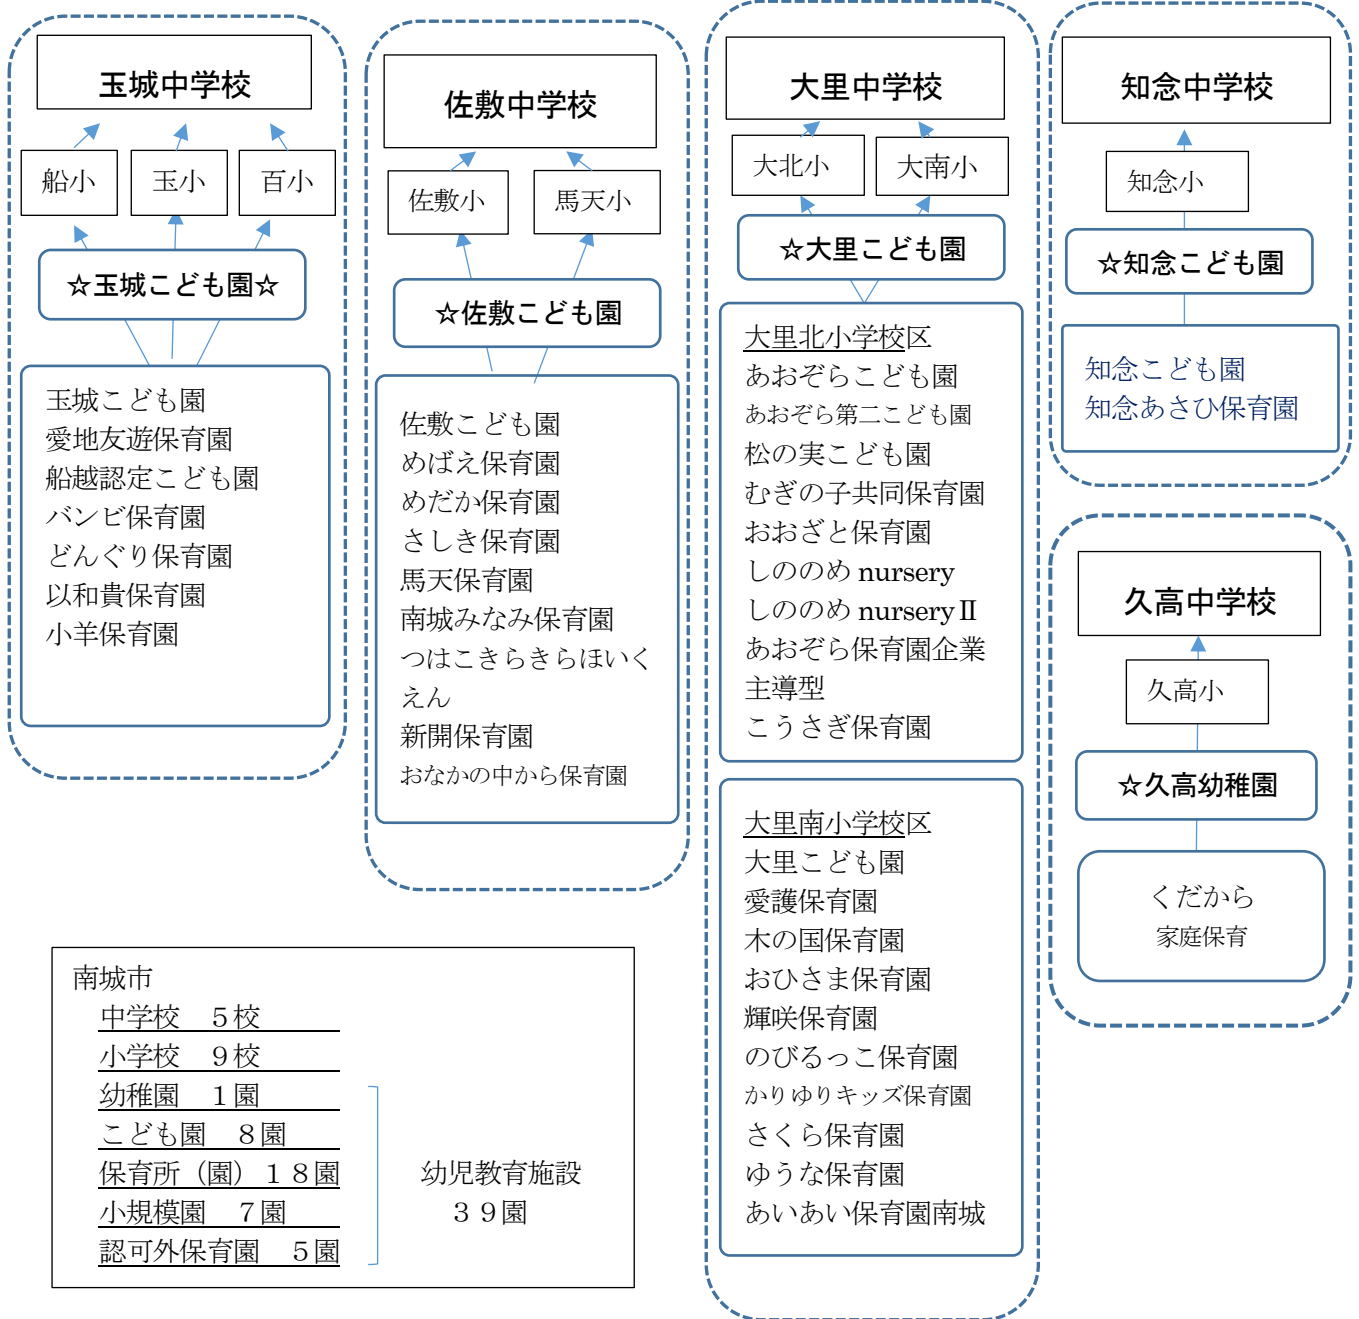 玉城中学校
船小
玉小
百小
☆玉城こども園☆
玉城こども園
愛地友遊保育園
船越認定こども園
バンビ保育園
どんぐり保育園
以和貴保育園
小羊保育園
佐敷中学校
佐敷小
馬天小
☆佐敷こども園
佐敷こども園
めばえ保育園
めだか保育園
さしき保育園
馬天保育園
南城みなみ保育園
つはこきらきらほいく
えん
新開保育園
おなかの中から保育園
大里中学校
大北小
大南小
☆大里こども園
大里北小学校区
あおぞらこども園
あおぞら第二こども園
松の実こども園
むぎの子共同保育園
おおざと保育園
しののめ nursery
しののめ nurseryⅡ
あおぞら保育園企業
主導型
こうさぎ保育園
大里南小学校区
大里こども園
愛護保育園
木の国保育園
おひさま保育園
輝咲保育園
のびるっこ保育園
かりゆりキッズ保育園
さくら保育園
ゆうな保育園
あいあい保育園南城
知念中学校
知念小
☆知念こども園
知念こども園
知念あさひ保育園
久高中学校
久高小
☆久高幼稚園
くだから
家庭保育
南城市
中学校　５校
小学校　９校
幼稚園　１園
こども園　８園
保育所（園）１８園
小規模園　７園
認可外保育園　５園
幼児教育施設
３９園